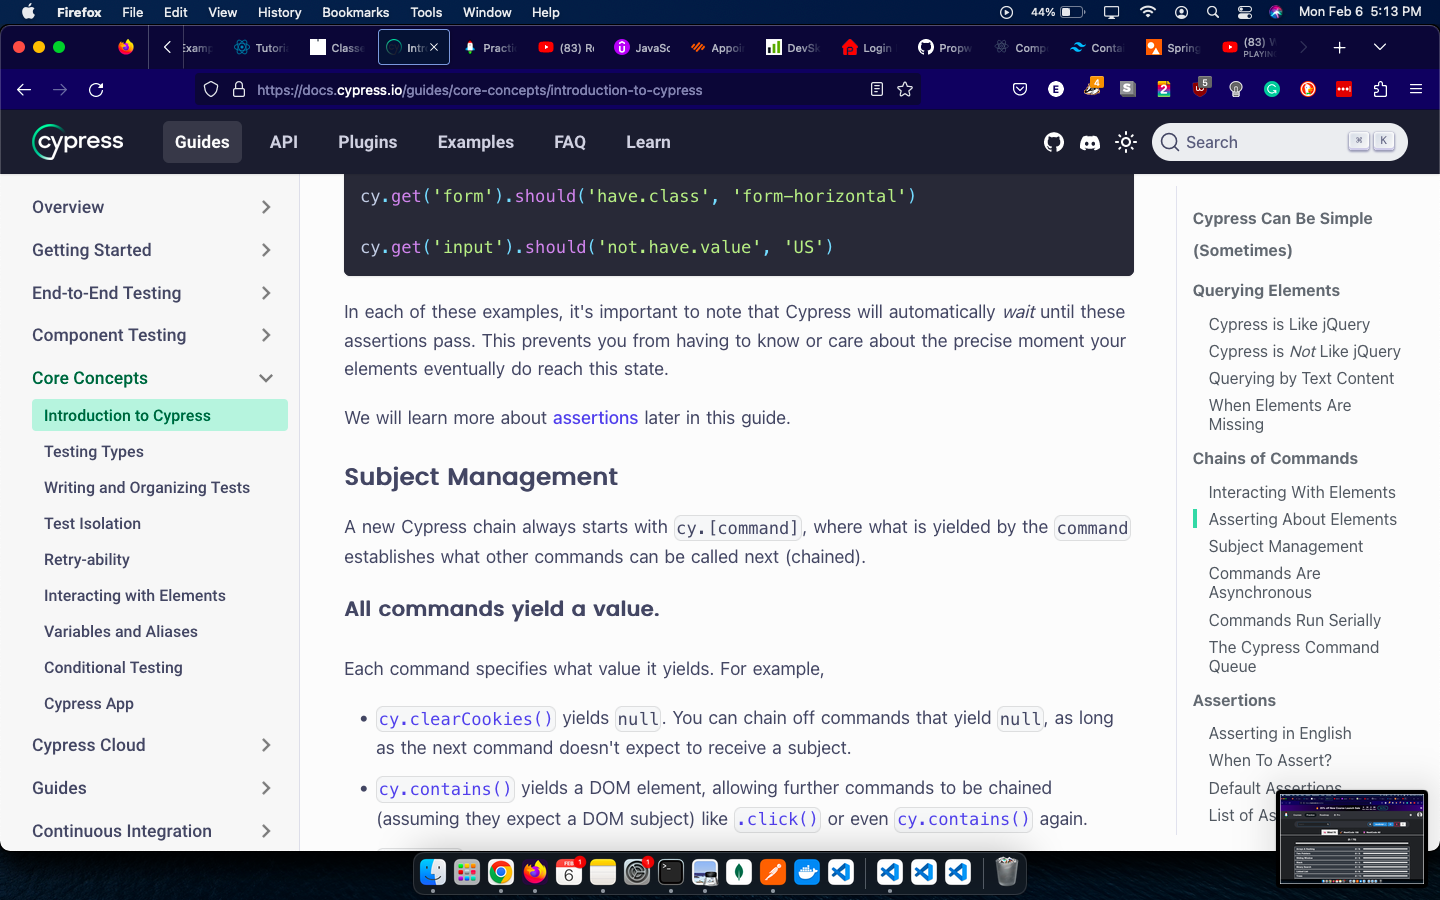 Firefox File Edit View History Bookmarks Tools Window Help 44% Mon Feb 6 5:13 PM
Examp Tutori Classe Intr Practi (83) Re JavaSc Appoi DevSk Login Propw Comp Contai Spring (83) W
PLAYIN
https://docs.cypress.io/guides/core-concepts/introduction-to-cypress E 4 S 2 5
cypress Guides API Plugins Examples FAQ Learn Search ⌘ K
Overview
Getting Started
End-to-End Testing
Component Testing
Core Concepts
Introduction to Cypress
Testing Types
Writing and Organizing Tests
Test Isolation
Retry-ability
Interacting with Elements
Variables and Aliases
Conditional Testing
Cypress App
Cypress Cloud
Guides
Continuous Integration
cy.get('form').should('have.class', 'form-horizontal')
cy.get('input').should('not.have.value', 'US')
In each of these examples, it's important to note that Cypress will automatically wait until these
assertions pass. This prevents you from having to know or care about the precise moment your
elements eventually do reach this state.
We will learn more about assertions later in this guide.
Subject Management
A new Cypress chain always starts with cy.[command], where what is yielded by the command
establishes what other commands can be called next (chained).
All commands yield a value.
Each command specifies what value it yields. For example,
• cy.clearCookies() yields null. You can chain off commands that yield null, as long
as the next command doesn't expect to receive a subject.
• cy.contains() yields a DOM element, allowing further commands to be chained
(assuming they expect a DOM subject) like .click() or even cy.contains() again.
Cypress Can Be Simple
(Sometimes)
Querying Elements
Cypress is Like jQuery
Cypress is Not Like jQuery
Querying by Text Content
When Elements Are
Missing
Chains of Commands
Interacting With Elements
Asserting About Elements
Subject Management
Commands Are
Asynchronous
Commands Run Serially
The Cypress Command
Queue
Assertions
Asserting in English
When To Assert?
Default Assertions
List of As
FEB 1
6
1